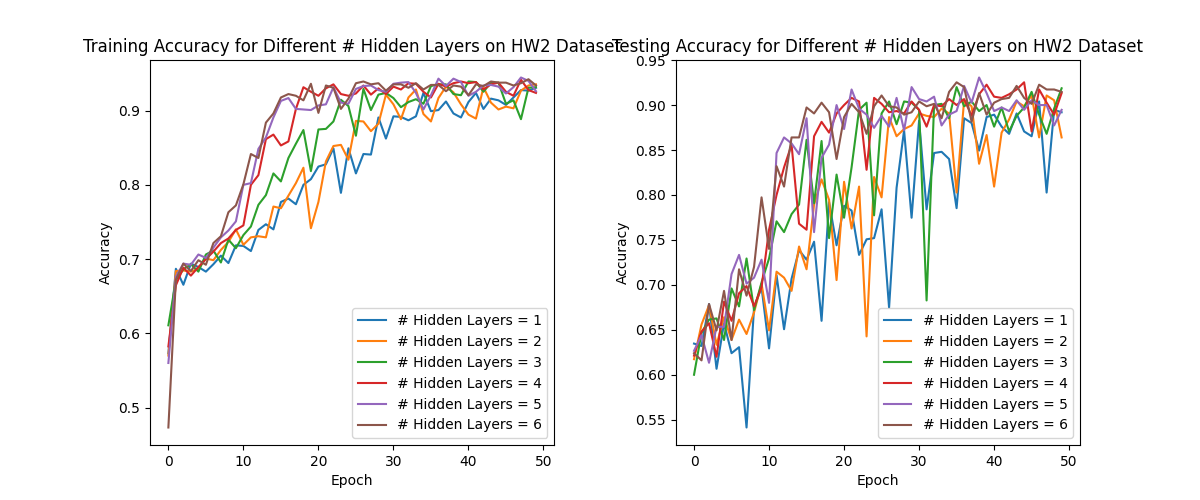 Training Accuracy for Different # Hidden Layers on HW2 Dataset
Accuracy
0.9
0.8
0.7
0.6
0.5
# Hidden Layers = 1
# Hidden Layers = 2
# Hidden Layers = 3
# Hidden Layers = 4
# Hidden Layers = 5
# Hidden Layers = 6
0 10 20 30 40 50
Epoch
Testing Accuracy for Different # Hidden Layers on HW2 Dataset
Accuracy
0.95
0.90
0.85
0.80
0.75
0.70
0.65
0.60
0.55
# Hidden Layers = 1
# Hidden Layers = 2
# Hidden Layers = 3
# Hidden Layers = 4
# Hidden Layers = 5
# Hidden Layers = 6
0 10 20 30 40 50
Epoch